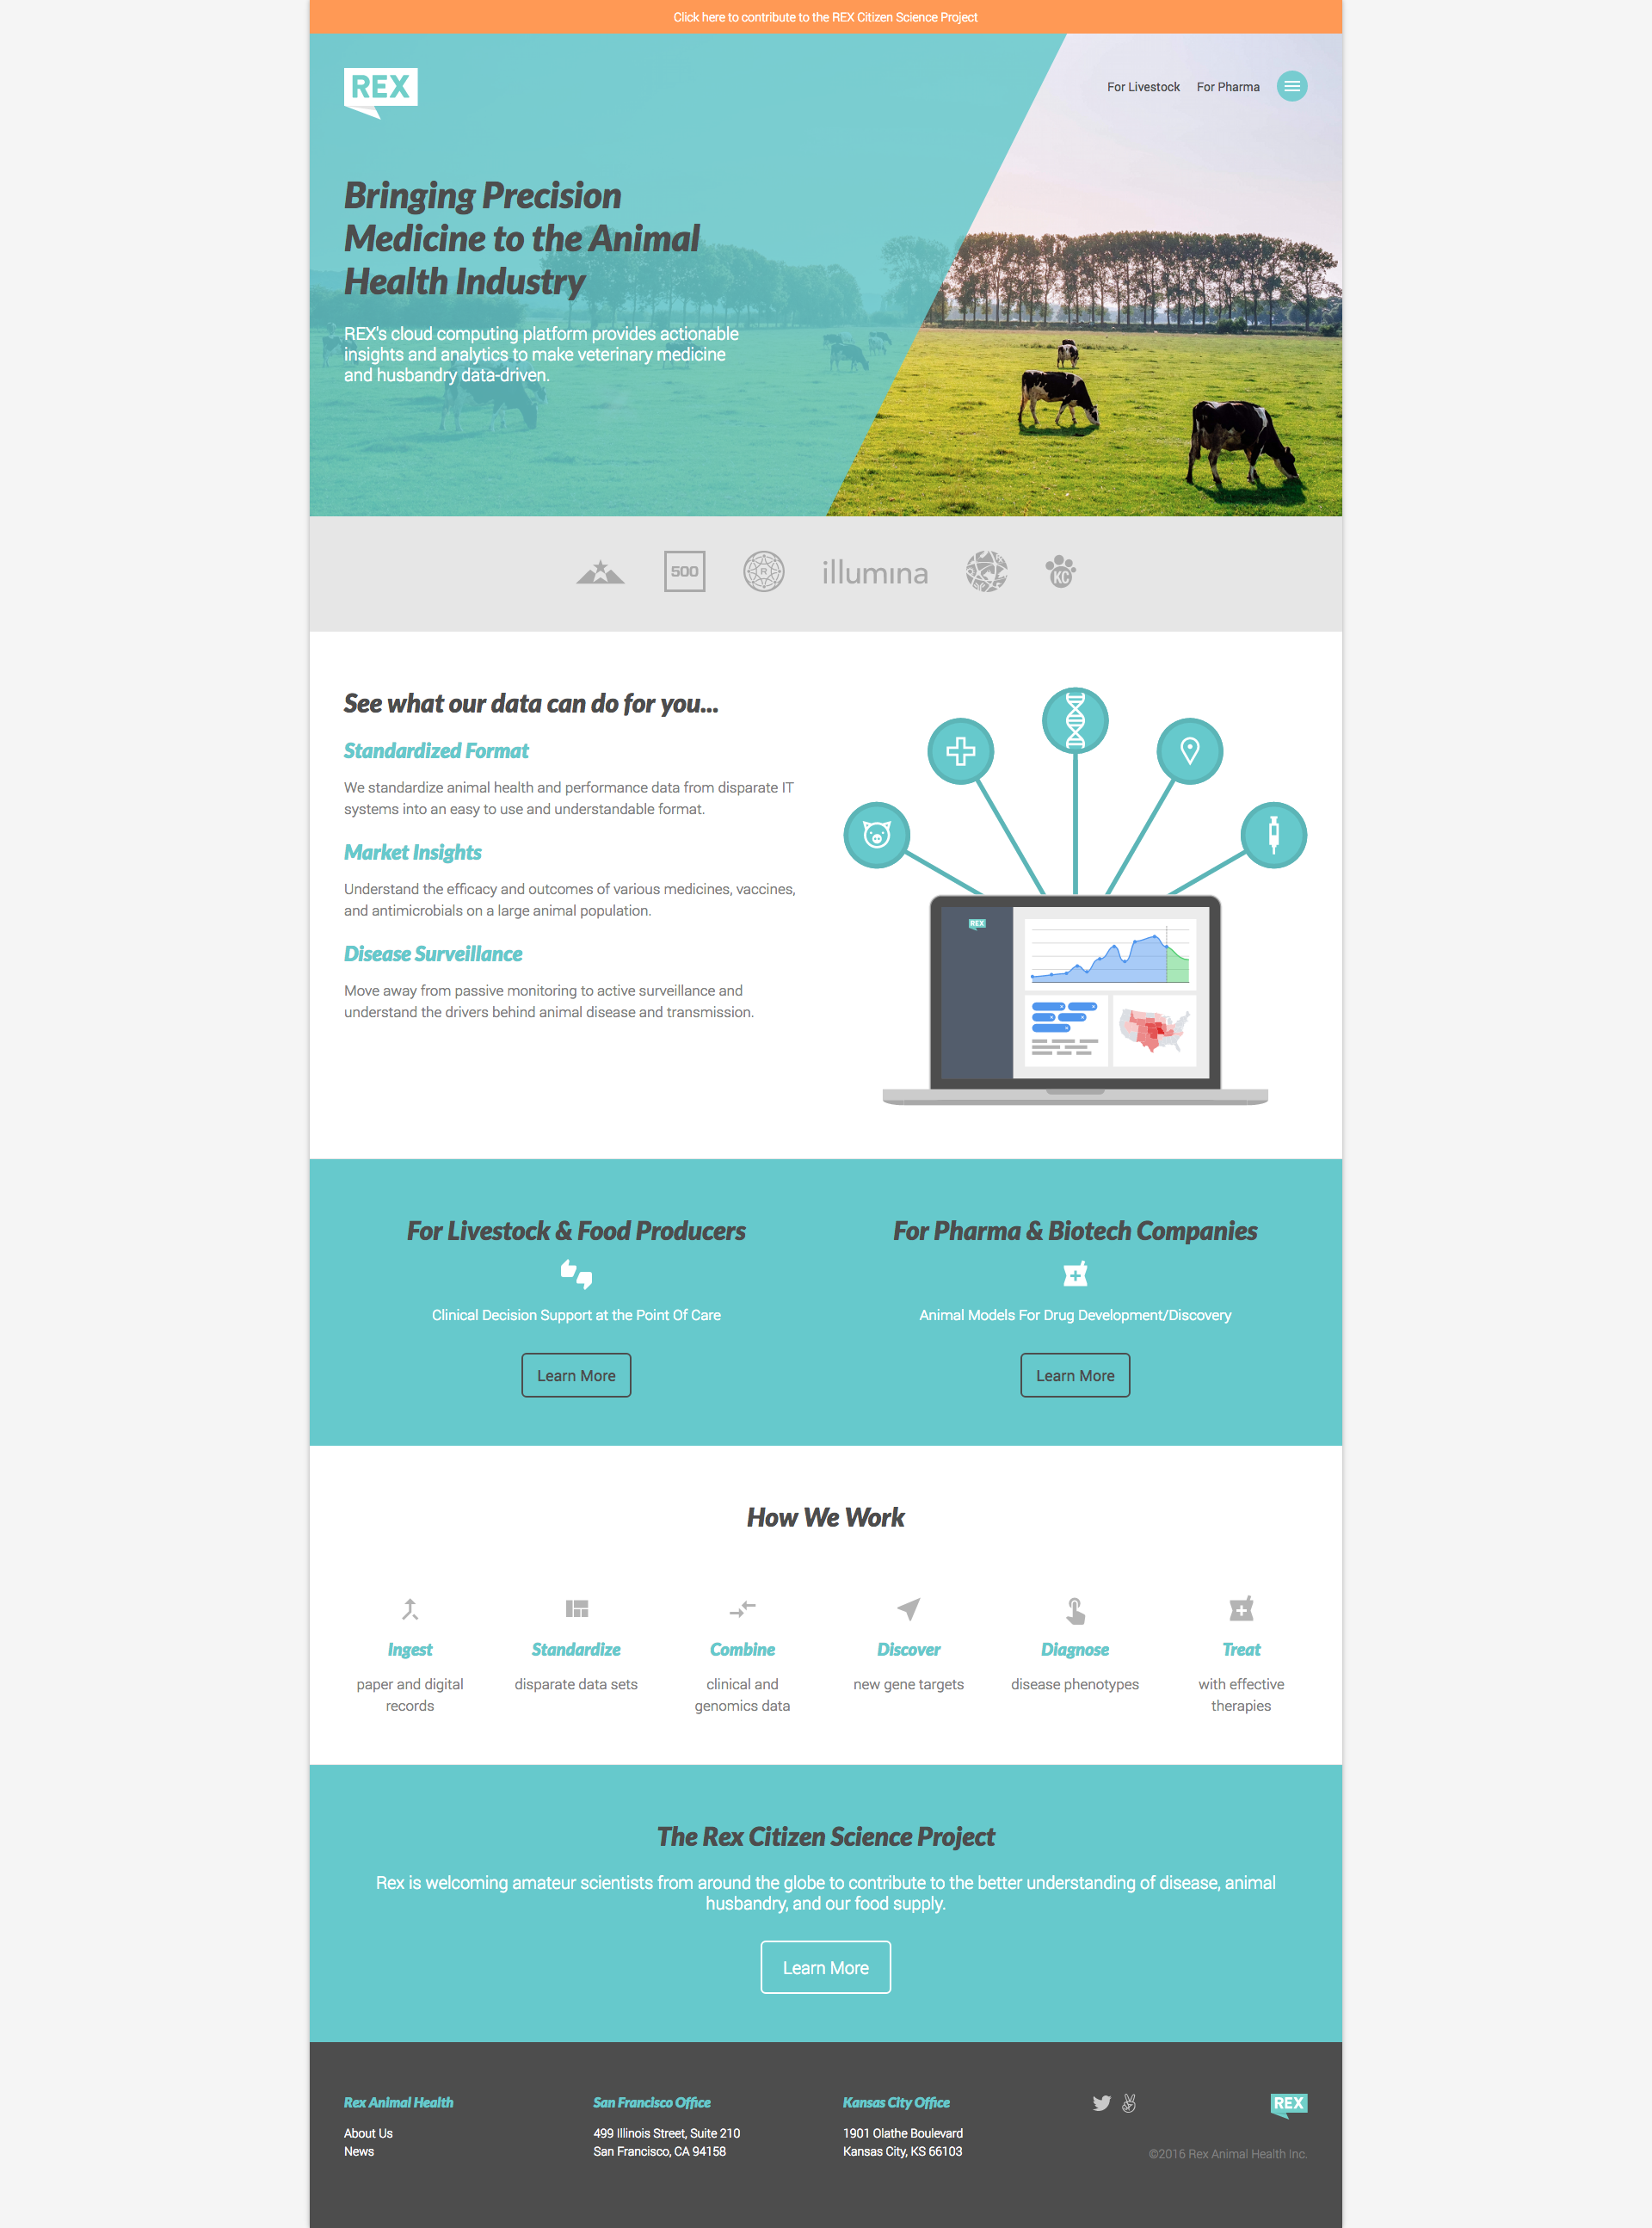 Click here to contribute to the REX Citizen Science Project
REX
For Livestock
For Pharma
Bringing Precision
Medicine to the Animal
Health Industry
REX's cloud computing platform provides actionable
insights and analytics to make veterinary medicine
and husbandry data-driven.
500
R
illumina
KC
See what our data can do for you...
Standardized Format
We standardize animal health and performance data from disparate IT
systems into an easy to use and understandable format.
Market Insights
Understand the efficacy and outcomes of various medicines, vaccines,
and antimicrobials on a large animal population.
Disease Surveillance
Move away from passive monitoring to active surveillance and
understand the drivers behind animal disease and transmission.
REX
For Livestock & Food Producers
Clinical Decision Support at the Point Of Care
Learn More
For Pharma & Biotech Companies
Animal Models For Drug Development/Discovery
Learn More
How We Work
Ingest
paper and digital
records
Standardize
disparate data sets
Combine
clinical and
genomics data
Discover
new gene targets
Diagnose
disease phenotypes
Treat
with effective
therapies
The Rex Citizen Science Project
Rex is welcoming amateur scientists from around the globe to contribute to the better understanding of disease, animal
husbandry, and our food supply.
Learn More
Rex Animal Health
About Us
News
San Francisco Office
499 Illinois Street, Suite 210
San Francisco, CA 94158
Kansas City Office
1901 Olathe Boulevard
Kansas City, KS 66103
REX
©2016 Rex Animal Health Inc.